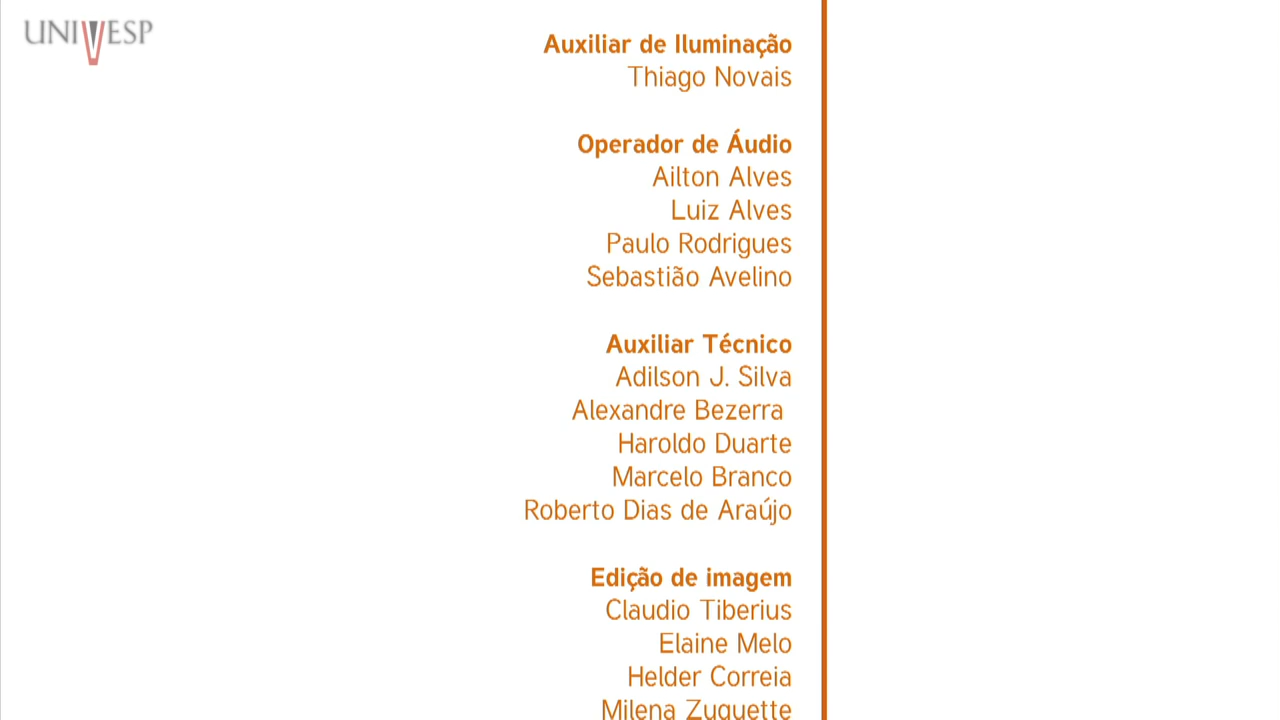 UNIVESP
Auxiliar de Iluminação
Thiago Novais
Operador de Áudio
Ailton Alves
Luiz Alves
Paulo Rodrigues
Sebastião Avelino
Auxiliar Técnico
Adilson J. Silva
Alexandre Bezerra
Haroldo Duarte
Marcelo Branco
Roberto Dias de Araújo
Edição de imagem
Claudio Tiberius
Elaine Melo
Helder Correia
Milena Zuquette